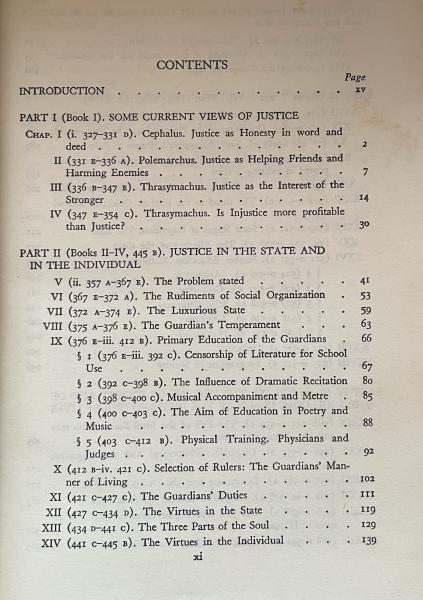 CONTENTS
Page
INTRODUCTION . . . . . . . . . . . . xv
PART I (Book I). SOME CURRENT VIEWS OF JUSTICE
CHAP. I (i. 327–331 D). Cephalus. Justice as Honesty in word and
deed . . . . . . . . . . . . 2
II (331 E–336 A). Polemarchus. Justice as Helping Friends and
Harming Enemies . . . . . . . . . 7
III (336 B–347 E). Thrasymachus. Justice as the Interest of the
Stronger . . . . . . . . . . . 14
IV (347 E–354 C). Thrasymachus. Is Injustice more profitable
than Justice? . . . . . . . . . . 30
PART II (Books II–IV, 445 B). JUSTICE IN THE STATE AND
IN THE INDIVIDUAL
V (ii. 357 A–367 E). The Problem stated . . . . . 41
VI (367 E–372 A). The Rudiments of Social Organization . 53
VII (372 A–374 E). The Luxurious State . . . . . 59
VIII (375 A–376 E). The Guardian's Temperament . . . 63
IX (376 E–iii. 412 B). Primary Education of the Guardians . 66
§ 1 (376 E–iii. 392 C). Censorship of Literature for School
Use . . . . . . . . . . . . 67
§ 2 (392 C–398 B). The Influence of Dramatic Recitation 80
§ 3 (398 C–400 C). Musical Accompaniment and Metre . 85
§ 4 (400 C–403 C). The Aim of Education in Poetry and
Music . . . . . . . . . . . 88
§ 5 (403 C–412 B). Physical Training. Physicians and
Judges . . . . . . . . . . . 92
X (412 B–iv. 421 C). Selection of Rulers: The Guardians' Man-
ner of Living . . . . . . . . . . 102
XI (421 C–427 C). The Guardians' Duties . . . . . 111
XII (427 C–434 D). The Virtues in the State . . . . 119
XIII (434 D–441 C). The Three Parts of the Soul . . . . 129
XIV (441 C–445 B). The Virtues in the Individual . . . 139
xi